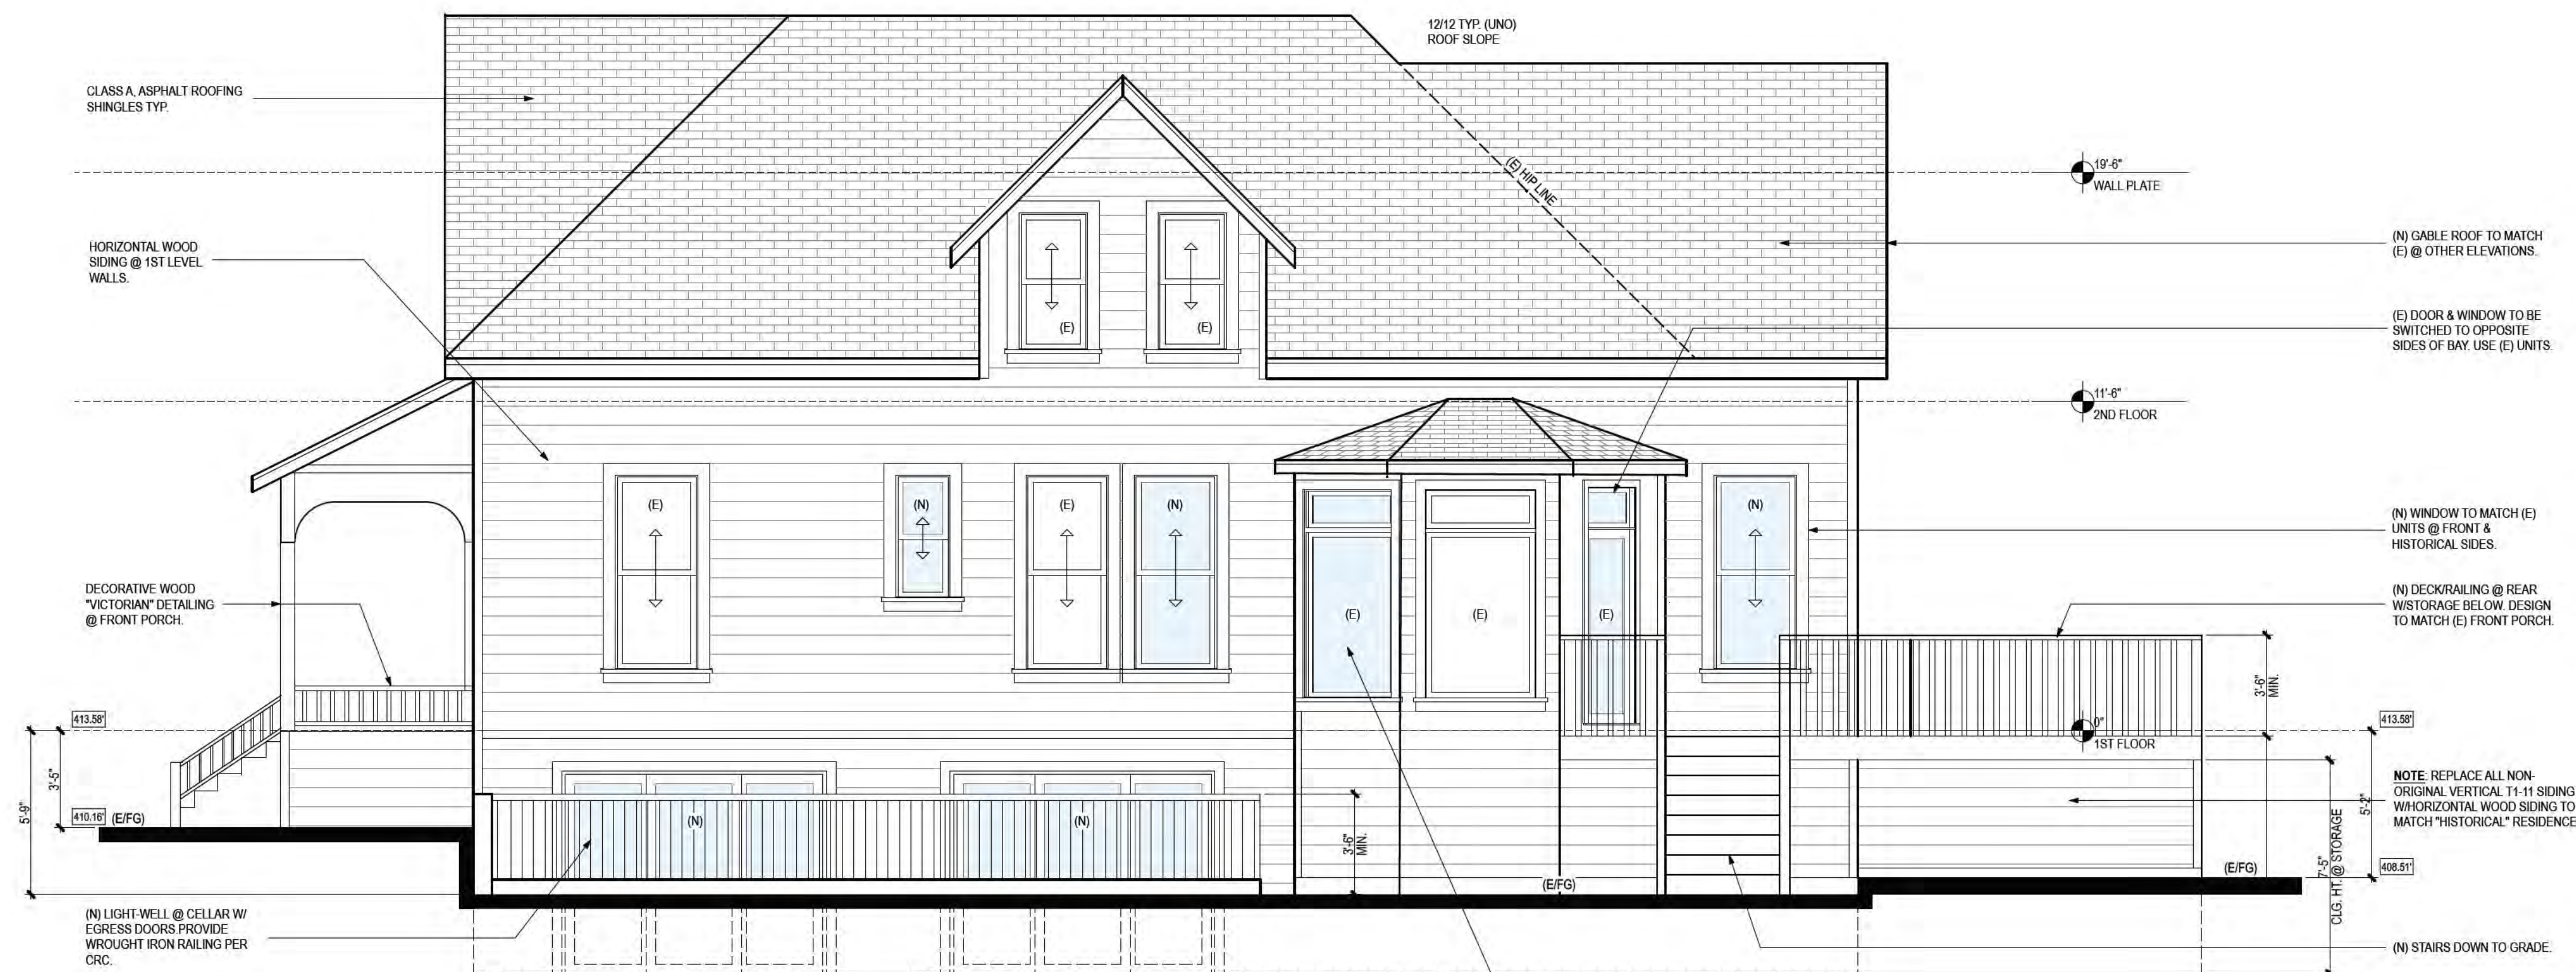 12/12 TYP. (UNO)
ROOF SLOPE
CLASS A, ASPHALT ROOFING
SHINGLES TYP.
(E) HIP LINE
19'-6"
WALL PLATE
HORIZONTAL WOOD
SIDING @ 1ST LEVEL
WALLS.
(N) GABLE ROOF TO MATCH
(E) @ OTHER ELEVATIONS.
(E)
(E)
(E) DOOR & WINDOW TO BE
SWITCHED TO OPPOSITE
SIDES OF BAY. USE (E) UNITS.
11'-6"
2ND FLOOR
(E)
(N)
(E)
(N)
(N)
(N) WINDOW TO MATCH (E)
UNITS @ FRONT &
HISTORICAL SIDES.
DECORATIVE WOOD
"VICTORIAN" DETAILING
@ FRONT PORCH.
(E)
(E)
(E)
(N) DECK/RAILING @ REAR
W/STORAGE BELOW. DESIGN
TO MATCH (E) FRONT PORCH.
3'-6"
MIN.
413.58'
0"
1ST FLOOR
413.58'
5'-9"
3'-5"
410.16'
(E/FG)
(N)
(N)
3'-6"
MIN.
NOTE: REPLACE ALL NON-
ORIGINAL VERTICAL T1-11 SIDING
W/HORIZONTAL WOOD SIDING TO
MATCH "HISTORICAL" RESIDENCE
5'-2"
7'-5"
CLG. HT. @ STORAGE
(E/FG)
408.51'
(E/FG)
(N) LIGHT-WELL @ CELLAR W/
EGRESS DOORS.PROVIDE
WROUGHT IRON RAILING PER
CRC.
(N) STAIRS DOWN TO GRADE.